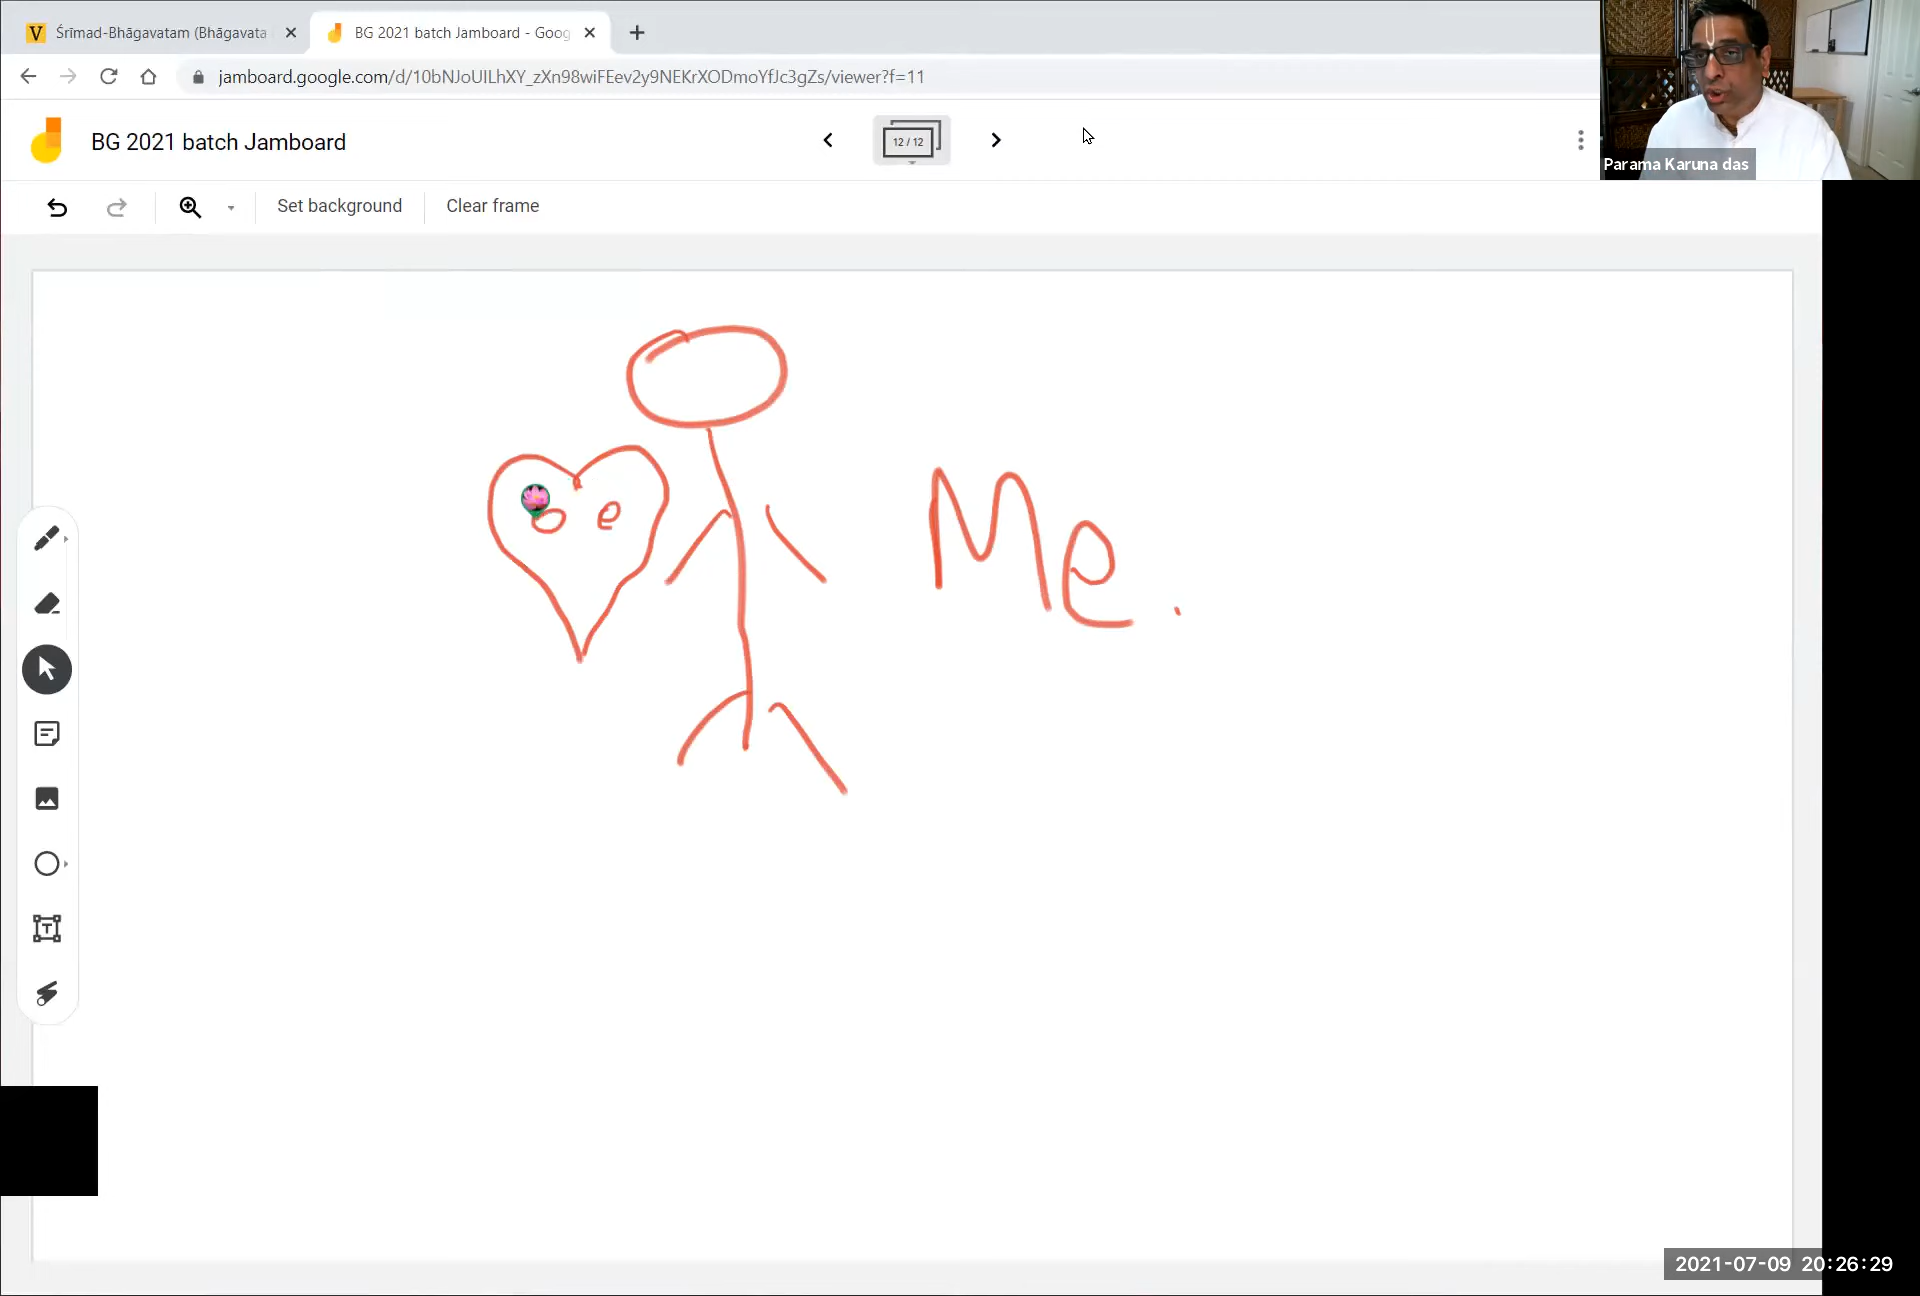 V Śrīmad-Bhāgavatam (Bhāgavata
BG 2021 batch Jamboard - Goog
jamboard.google.com/d/10bNJoUILhXY_zXn98wiFEev2y9NEKrXODmoYfJc3gZs/viewer?f=11
BG 2021 batch Jamboard
12 / 12
Parama Karuna das
Set background
Clear frame
Me.
T
2021-07-09 20:26:29